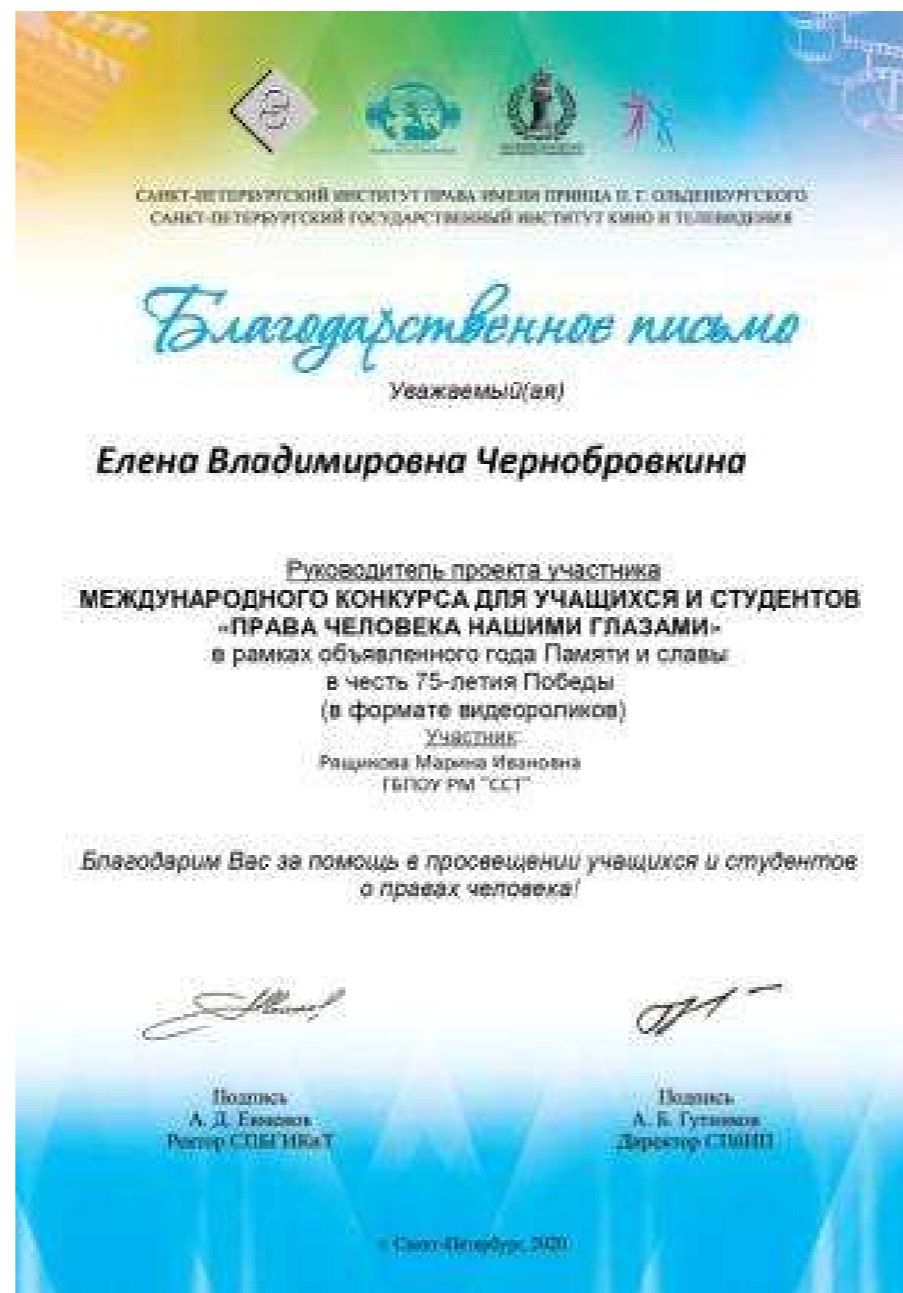 САНКТ-ПЕТЕРБУРГСКИЙ ИНСТИТУТ ПРАВА ИМЕНИ ПРИНЦА П. Г. ОЛЬДЕНБУРГСКОГО
САНКТ-ПЕТЕРБУРГСКИЙ ГОСУДАРСТВЕННЫЙ ИНСТИТУТ КИНО И ТЕЛЕВИДЕНИЯ
Благодарственное письмо
Уважаемый(ая)
Елена Владимировна Чернобровкина
Руководитель проекта участника
МЕЖДУНАРОДНОГО КОНКУРСА ДЛЯ УЧАЩИХСЯ И СТУДЕНТОВ
«ПРАВА ЧЕЛОВЕКА НАШИМИ ГЛАЗАМИ»
в рамках объявленного года Памяти и славы
в честь 75-летия Победы
(в формате видеороликов)
Участник:
Рящикова Марина Ивановна
ГБПОУ РМ "ССТ"
Благодарим Вас за помощь в просвещении учащихся и студентов
о правах человека!
Подпись
Подпись
А. Д. Евменов
А. Б. Гутников
Ректор СПбГИКиТ
Директор СПбИП
г. Санкт-Петербург, 2020